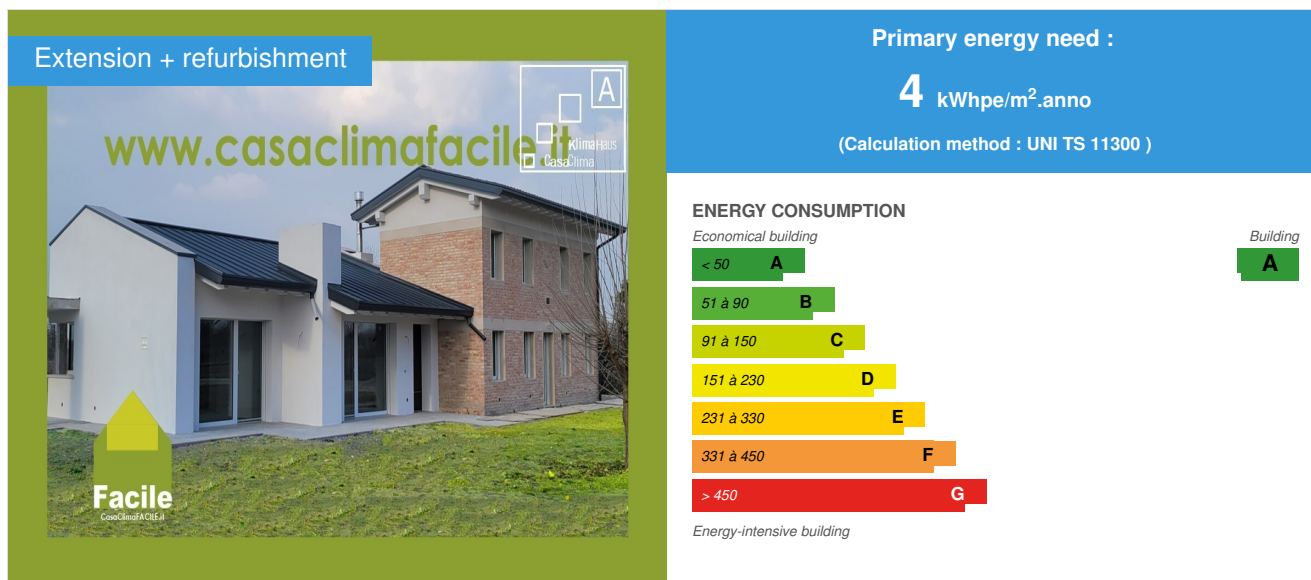 Extension + refurbishment
A
www.casaclimafacile.it
KlimaHaus
CasaClima
Facile
CasaClimaFACILE.it
Primary energy need :
4 kWhpe/m².anno
(Calculation method : UNI TS 11300 )
ENERGY CONSUMPTION
Economical building
Building
< 50 A
A
51 à 90 B
91 à 150 C
151 à 230 D
231 à 330 E
331 à 450 F
> 450 G
Energy-intensive building